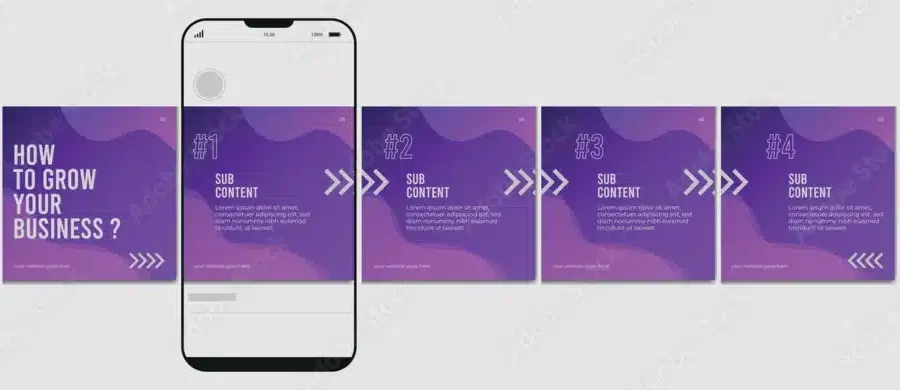 10.20
100%
HOW
TO GROW
YOUR
BUSINESS ?
your website goes here
#1
SUB
CONTENT
Lorem ipsum dolor sit amet,
consectetuer adipiscing elit, sed
diam nonummy nibh euismod
tincidunt ut laoreet
your website goes here
#2
SUB
CONTENT
Lorem ipsum dolor sit amet,
consectetuer adipiscing elit, sed
diam nonummy nibh euismod
tincidunt ut laoreet
your website goes here
#3
SUB
CONTENT
Lorem ipsum dolor sit amet,
consectetuer adipiscing elit, sed
diam nonummy nibh euismod
tincidunt ut laoreet
your website goes here
#4
SUB
CONTENT
Lorem ipsum dolor sit amet,
consectetuer adipiscing elit, sed
diam nonummy nibh euismod
tincidunt ut laoreet
your website goes here
Adobe Stock